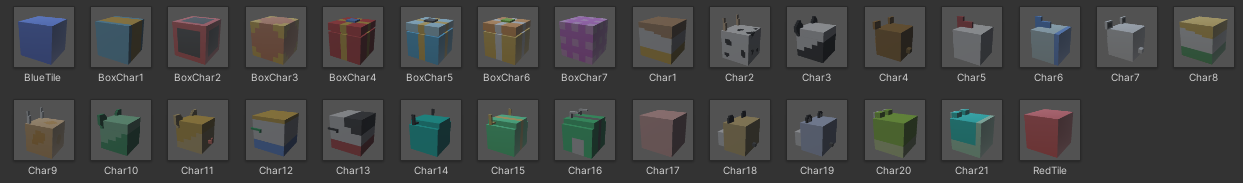 BlueTile BoxChar1 BoxChar2 BoxChar3 BoxChar4 BoxChar5 BoxChar6 BoxChar7 Char1 Char2 Char3 Char4 Char5 Char6 Char7 Char8
Char9 Char10 Char11 Char12 Char13 Char14 Char15 Char16 Char17 Char18 Char19 Char20 Char21 RedTile